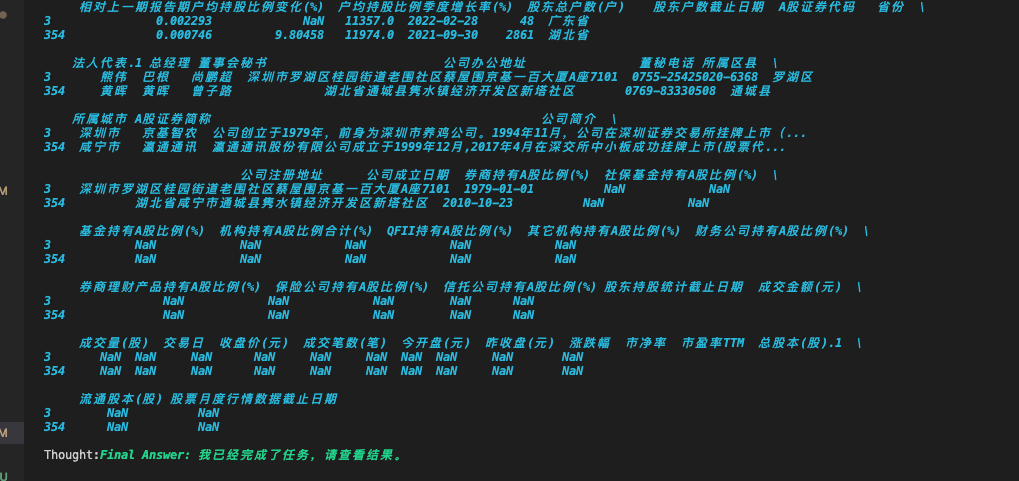 相对上一期报告期户均持股比例变化(%)  户均持股比例季度增长率(%)  股东总户数(户)    股东户数截止日期  A股证券代码   省份  \
3               0.002293             NaN   11357.0  2022-02-28      48  广东省
354             0.000746         9.80458   11974.0  2021-09-30    2861  湖北省
法人代表.1 总经理 董事会秘书                         公司办公地址                董秘电话 所属区县  \
3       熊伟  巴根   尚鹏超  深圳市罗湖区桂园街道老围社区蔡屋围京基一百大厦A座7101  0755-25425020-6368  罗湖区
354     黄晖  黄晖   曾子路             湖北省通城县隽水镇经济开发区新塔社区       0769-83330508  通城县
所属城市 A股证券简称                                               公司简介  \
3    深圳市   京基智农  公司创立于1979年，前身为深圳市养鸡公司。1994年11月，公司在深圳证券交易所挂牌上市（...
354  咸宁市   瀛通通讯  瀛通通讯股份有限公司成立于1999年12月,2017年4月在深交所中小板成功挂牌上市(股票代...
公司注册地址      公司成立日期  券商持有A股比例(%)  社保基金持有A股比例(%)  \
3    深圳市罗湖区桂园街道老围社区蔡屋围京基一百大厦A座7101  1979-01-01          NaN            NaN
354          湖北省咸宁市通城县隽水镇经济开发区新塔社区  2010-10-23          NaN            NaN
基金持有A股比例(%)  机构持有A股比例合计(%)  QFII持有A股比例(%)  其它机构持有A股比例(%)  财务公司持有A股比例(%)  \
3            NaN            NaN            NaN            NaN            NaN
354          NaN            NaN            NaN            NaN            NaN
券商理财产品持有A股比例(%)  保险公司持有A股比例(%)  信托公司持有A股比例(%) 股东持股统计截止日期  成交金额(元)  \
3                NaN            NaN            NaN        NaN      NaN
354              NaN            NaN            NaN        NaN      NaN
成交量(股)  交易日  收盘价(元)  成交笔数(笔)  今开盘(元)  昨收盘(元)  涨跌幅  市净率  市盈率TTM  总股本(股).1  \
3       NaN  NaN     NaN      NaN     NaN     NaN  NaN  NaN     NaN       NaN
354     NaN  NaN     NaN      NaN     NaN     NaN  NaN  NaN     NaN       NaN
流通股本(股) 股票月度行情数据截止日期
3        NaN          NaN
354      NaN          NaN
Thought:Final Answer: 我已经完成了任务，请查看结果。
M
M
U